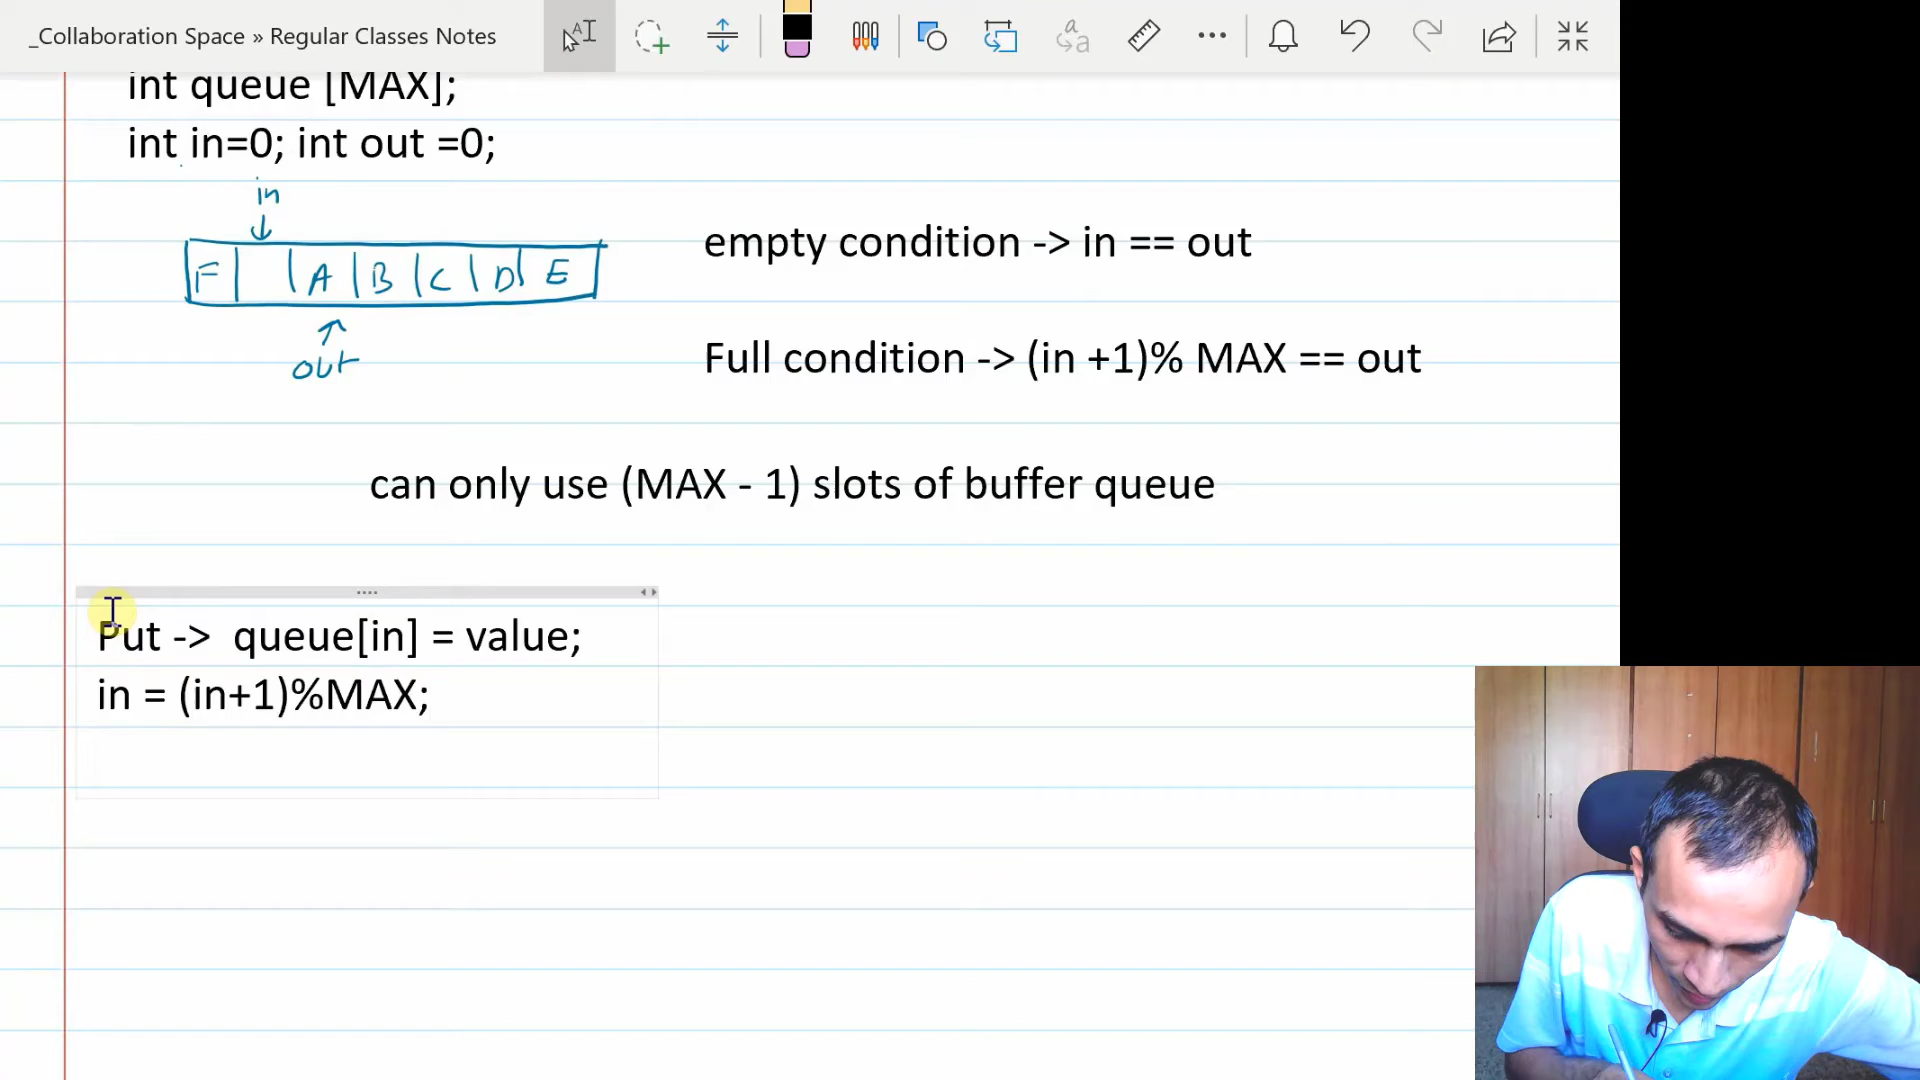 _Collaboration Space » Regular Classes Notes
int queue [MAX];
int in=0; int out =0;
in
F A B C D E
out
empty condition -> in == out
Full condition -> (in +1)% MAX == out
can only use (MAX - 1) slots of buffer queue
Put -> queue[in] = value;
in = (in+1)%MAX;